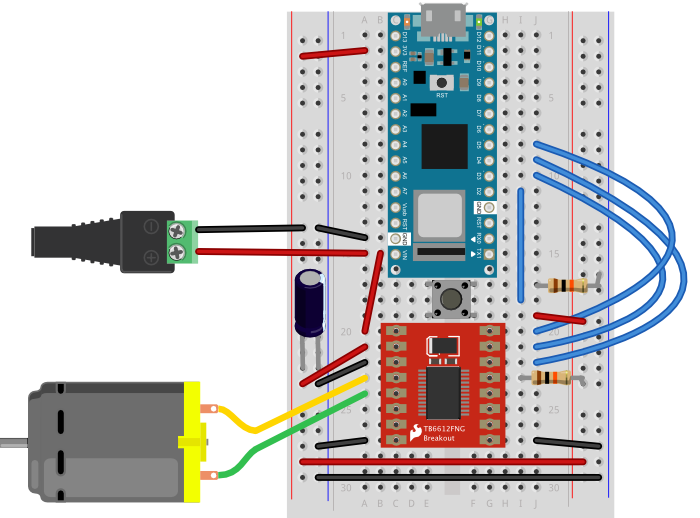 A B H I J
1 D13 D12 1
3V3 D11
REF D10
A0 RST D9
5 A1 D8 5
A2 D7
A3 D6
A4 D5
A5 D4
10 A6 D3 10
A7 D2
Vusb GND
RST RST
GND RX0
VIN TX1 15
20 20
25 TB6612FNG 25
Breakout
30 30
A B C D E F G H I J